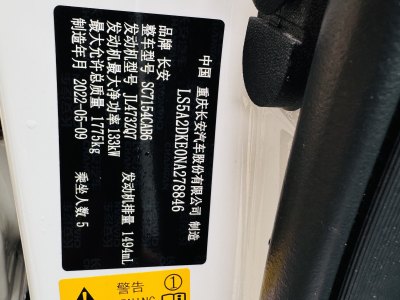 中国 重庆长安汽车股份有限公司 制造
LS5A2DKE0NA278846
品牌 长安
整车型号 SC7154CAB6
发动机型号 JL473ZQ7 发动机排量 1494mL
发动机最大净功率 133kW
最大允许总质量 1775kg
制造年月 2022-05-09 乘坐人数 5
警告
①